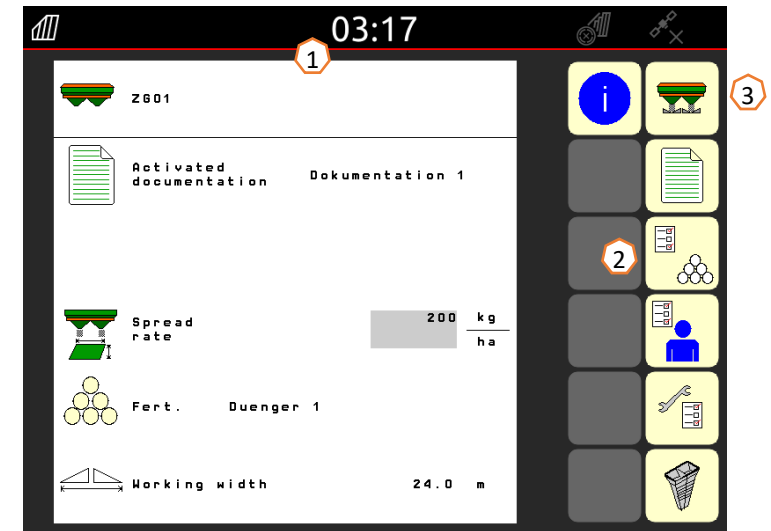 03:17
1
ZG01
i
3
Activated
documentation Dokumentation 1
2
Spread
rate
200 kg
ha
Fert. Duenger 1
Working width 24.0 m